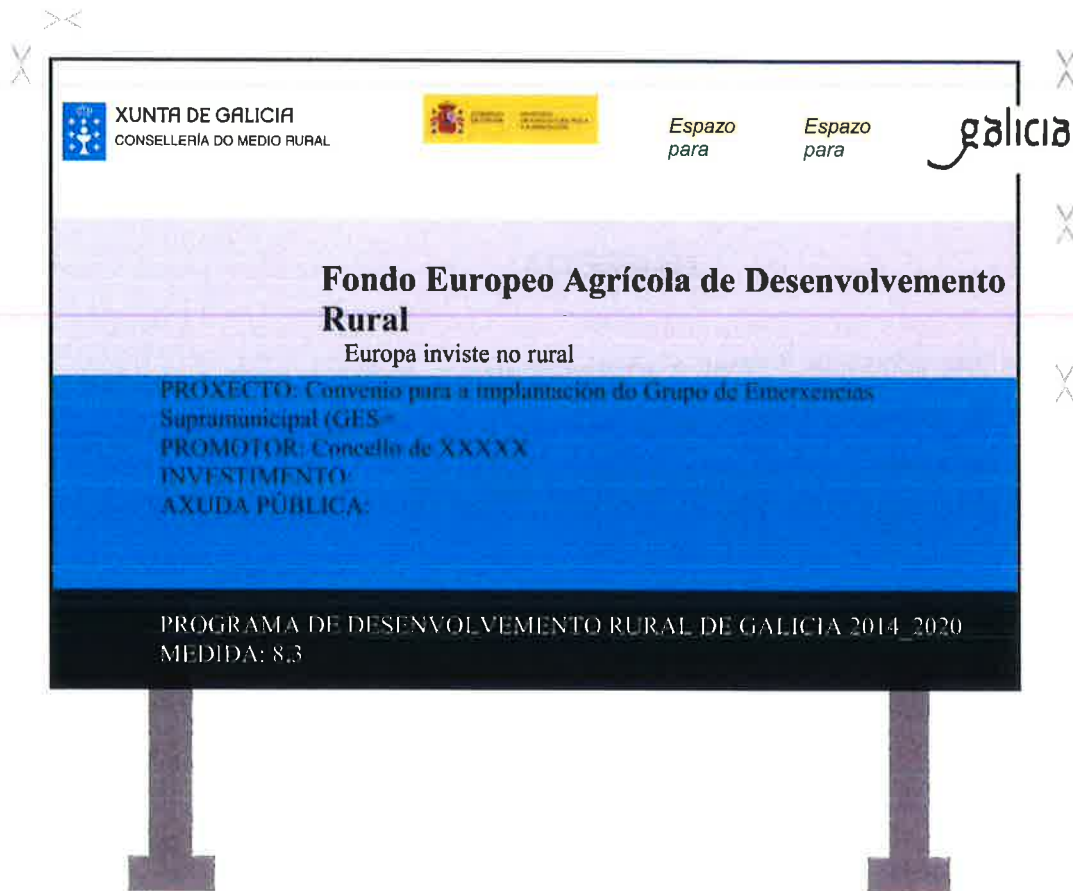 XUNTA DE GALICIA
CONSELLERÍA DO MEDIO RURAL
Espazo
para
Espazo
para
galicia
Fondo Europeo Agrícola de Desenvolvemento
Rural
Europa inviste no rural
PROXECTO: Convenio para a implantación do Grupo de Emerxencias
Supramunicipal (GES=
PROMOTOR: Concello de XXXXX
INVESTIMENTO:
AXUDA PÚBLICA:
PROGRAMA DE DESENVOLVEMENTO RURAL DE GALICIA 2014_2020
MEDIDA: 8.3